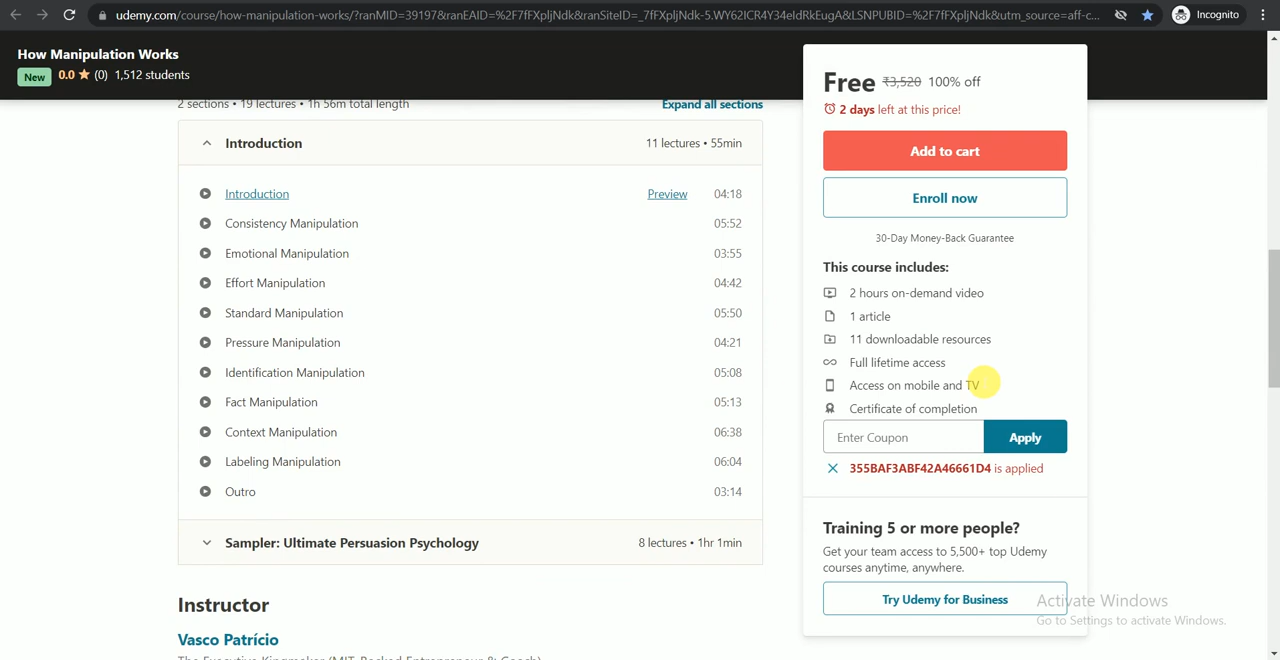 udemy.com/course/how-manipulation-works/?ranMID=39197&ranEAID=%2F7fFXpljNdk&ranSiteID=_7fFXpljNdk-5.WY62ICR4Y34eldRkEugA&LSNPUBID=%2F7fFXpljNdk&utm_source=aff-c...
Incognito
How Manipulation Works
New 0.0 (0) 1,512 students
2 sections • 19 lectures • 1h 56m total length
Expand all sections
Introduction 11 lectures • 55min
Introduction Preview 04:18
Consistency Manipulation 05:52
Emotional Manipulation 03:55
Effort Manipulation 04:42
Standard Manipulation 05:50
Pressure Manipulation 04:21
Identification Manipulation 05:08
Fact Manipulation 05:13
Context Manipulation 06:38
Labeling Manipulation 06:04
Outro 03:14
Sampler: Ultimate Persuasion Psychology 8 lectures • 1hr 1min
Instructor
Vasco Patrício
The Executive Kingmaker (MIT-Backed Entrepreneur & Coach)
Free ₹3,520 100% off
2 days left at this price!
Add to cart
Enroll now
30-Day Money-Back Guarantee
This course includes:
2 hours on-demand video
1 article
11 downloadable resources
Full lifetime access
Access on mobile and TV
Certificate of completion
Enter Coupon Apply
355BAF3ABF42A46661D4 is applied
Training 5 or more people?
Get your team access to 5,500+ top Udemy
courses anytime, anywhere.
Try Udemy for Business
Activate Windows
Go to Settings to activate Windows.